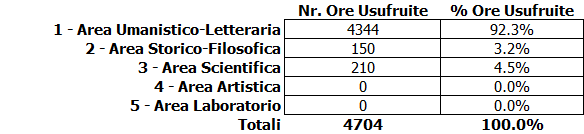 Nr. Ore Usufruite % Ore Usufruite
1 - Area Umanistico-Letteraria 4344 92.3%
2 - Area Storico-Filosofica 150 3.2%
3 - Area Scientifica 210 4.5%
4 - Area Artistica 0 0.0%
5 - Area Laboratorio 0 0.0%
Totali 4704 100.0%